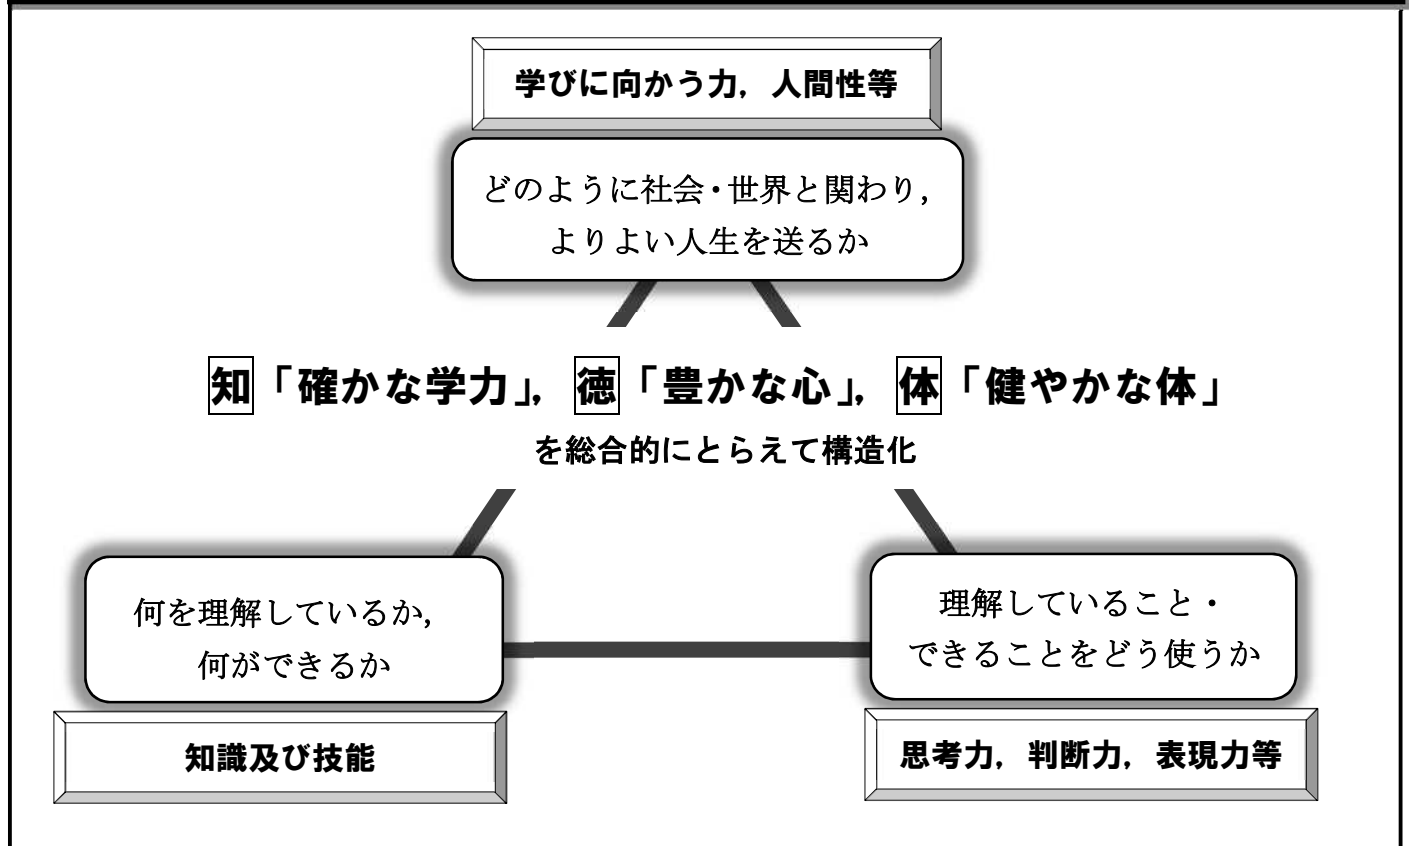 学びに向かう力，人間性等
どのように社会・世界と関わり，
よりよい人生を送るか
知「確かな学力」，徳「豊かな心」，体「健やかな体」
を総合的にとらえて構造化
何を理解しているか，
何ができるか
知識及び技能
理解していること・
できることをどう使うか
思考力，判断力，表現力等